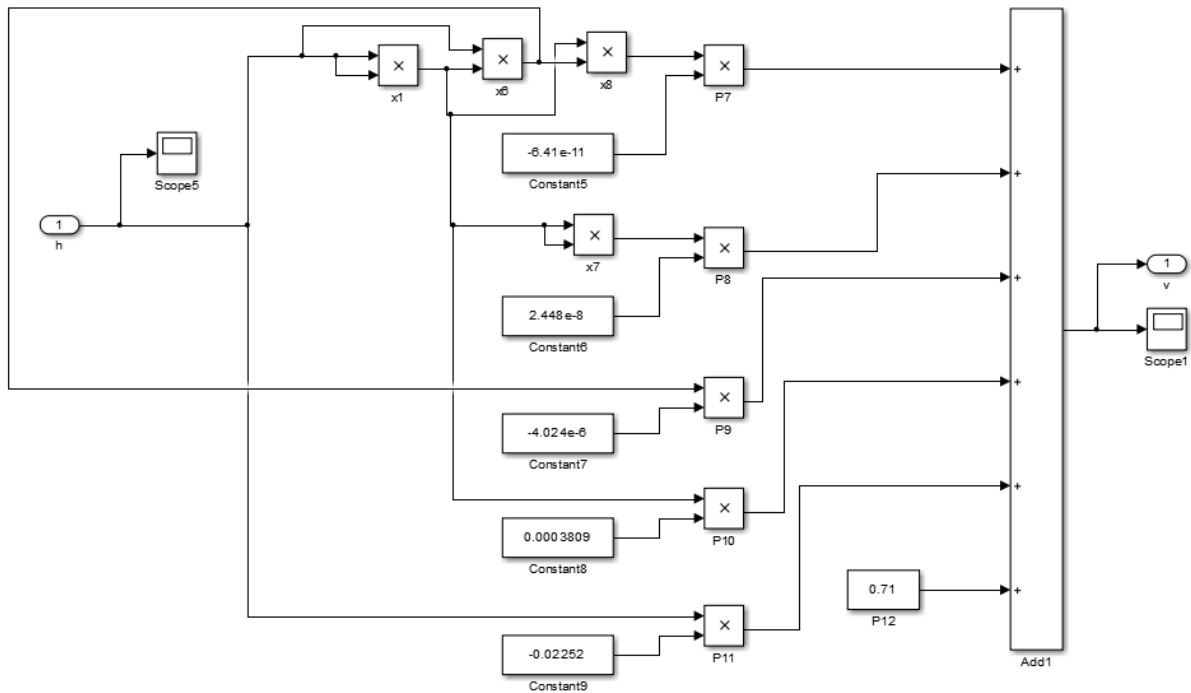 ×
x1
×
x6
×
x8
×
P7
+
-6.41e-11
Constant5
Scope5
+
1
h
×
x7
×
P8
1
v
+
2.448e-8
Constant6
Scope1
×
P9
+
-4.024e-6
Constant7
×
P10
+
0.0003809
Constant8
0.71
P12
+
×
P11
-0.02252
Constant9
Add1